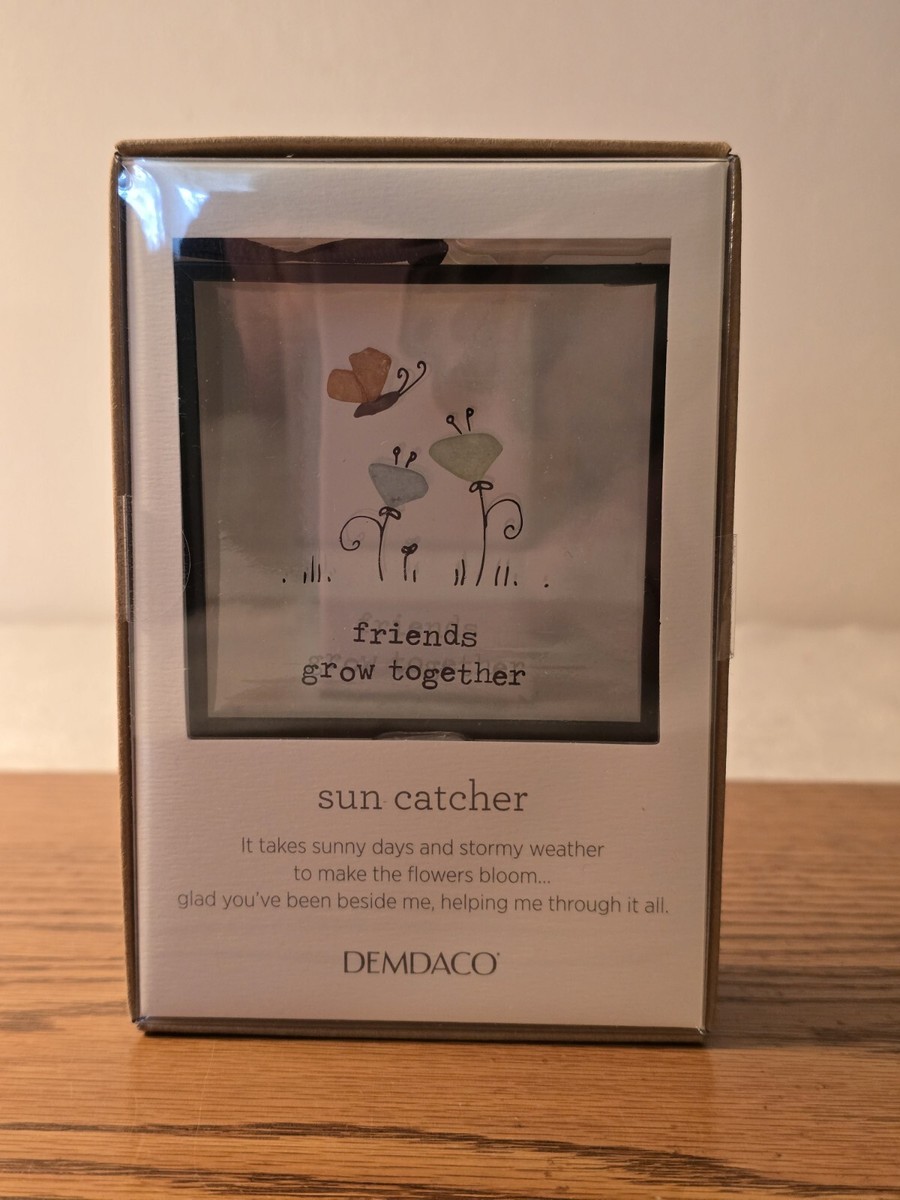 friends
grow together
sun catcher
It takes sunny days and stormy weather
to make the flowers bloom...
glad you've been beside me, helping me through it all.
DEMDACO®